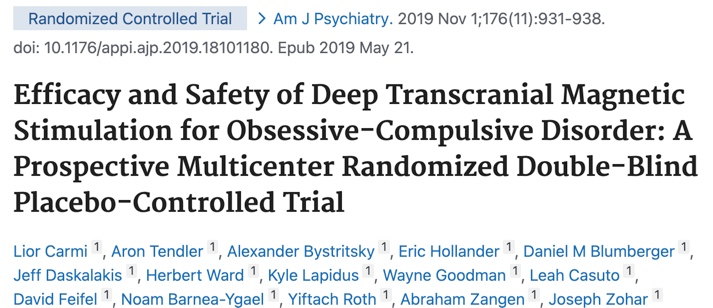 Randomized Controlled Trial > Am J Psychiatry. 2019 Nov 1;176(11):931-938.
doi: 10.1176/appi.ajp.2019.18101180. Epub 2019 May 21.
Efficacy and Safety of Deep Transcranial Magnetic
Stimulation for Obsessive-Compulsive Disorder: A
Prospective Multicenter Randomized Double-Blind
Placebo-Controlled Trial
Lior Carmi 1, Aron Tendler 1, Alexander Bystritsky 1, Eric Hollander 1, Daniel M Blumberger 1,
Jeff Daskalakis 1, Herbert Ward 1, Kyle Lapidus 1, Wayne Goodman 1, Leah Casuto 1,
David Feifel 1, Noam Barnea-Ygael 1, Yiftach Roth 1, Abraham Zangen 1, Joseph Zohar 1